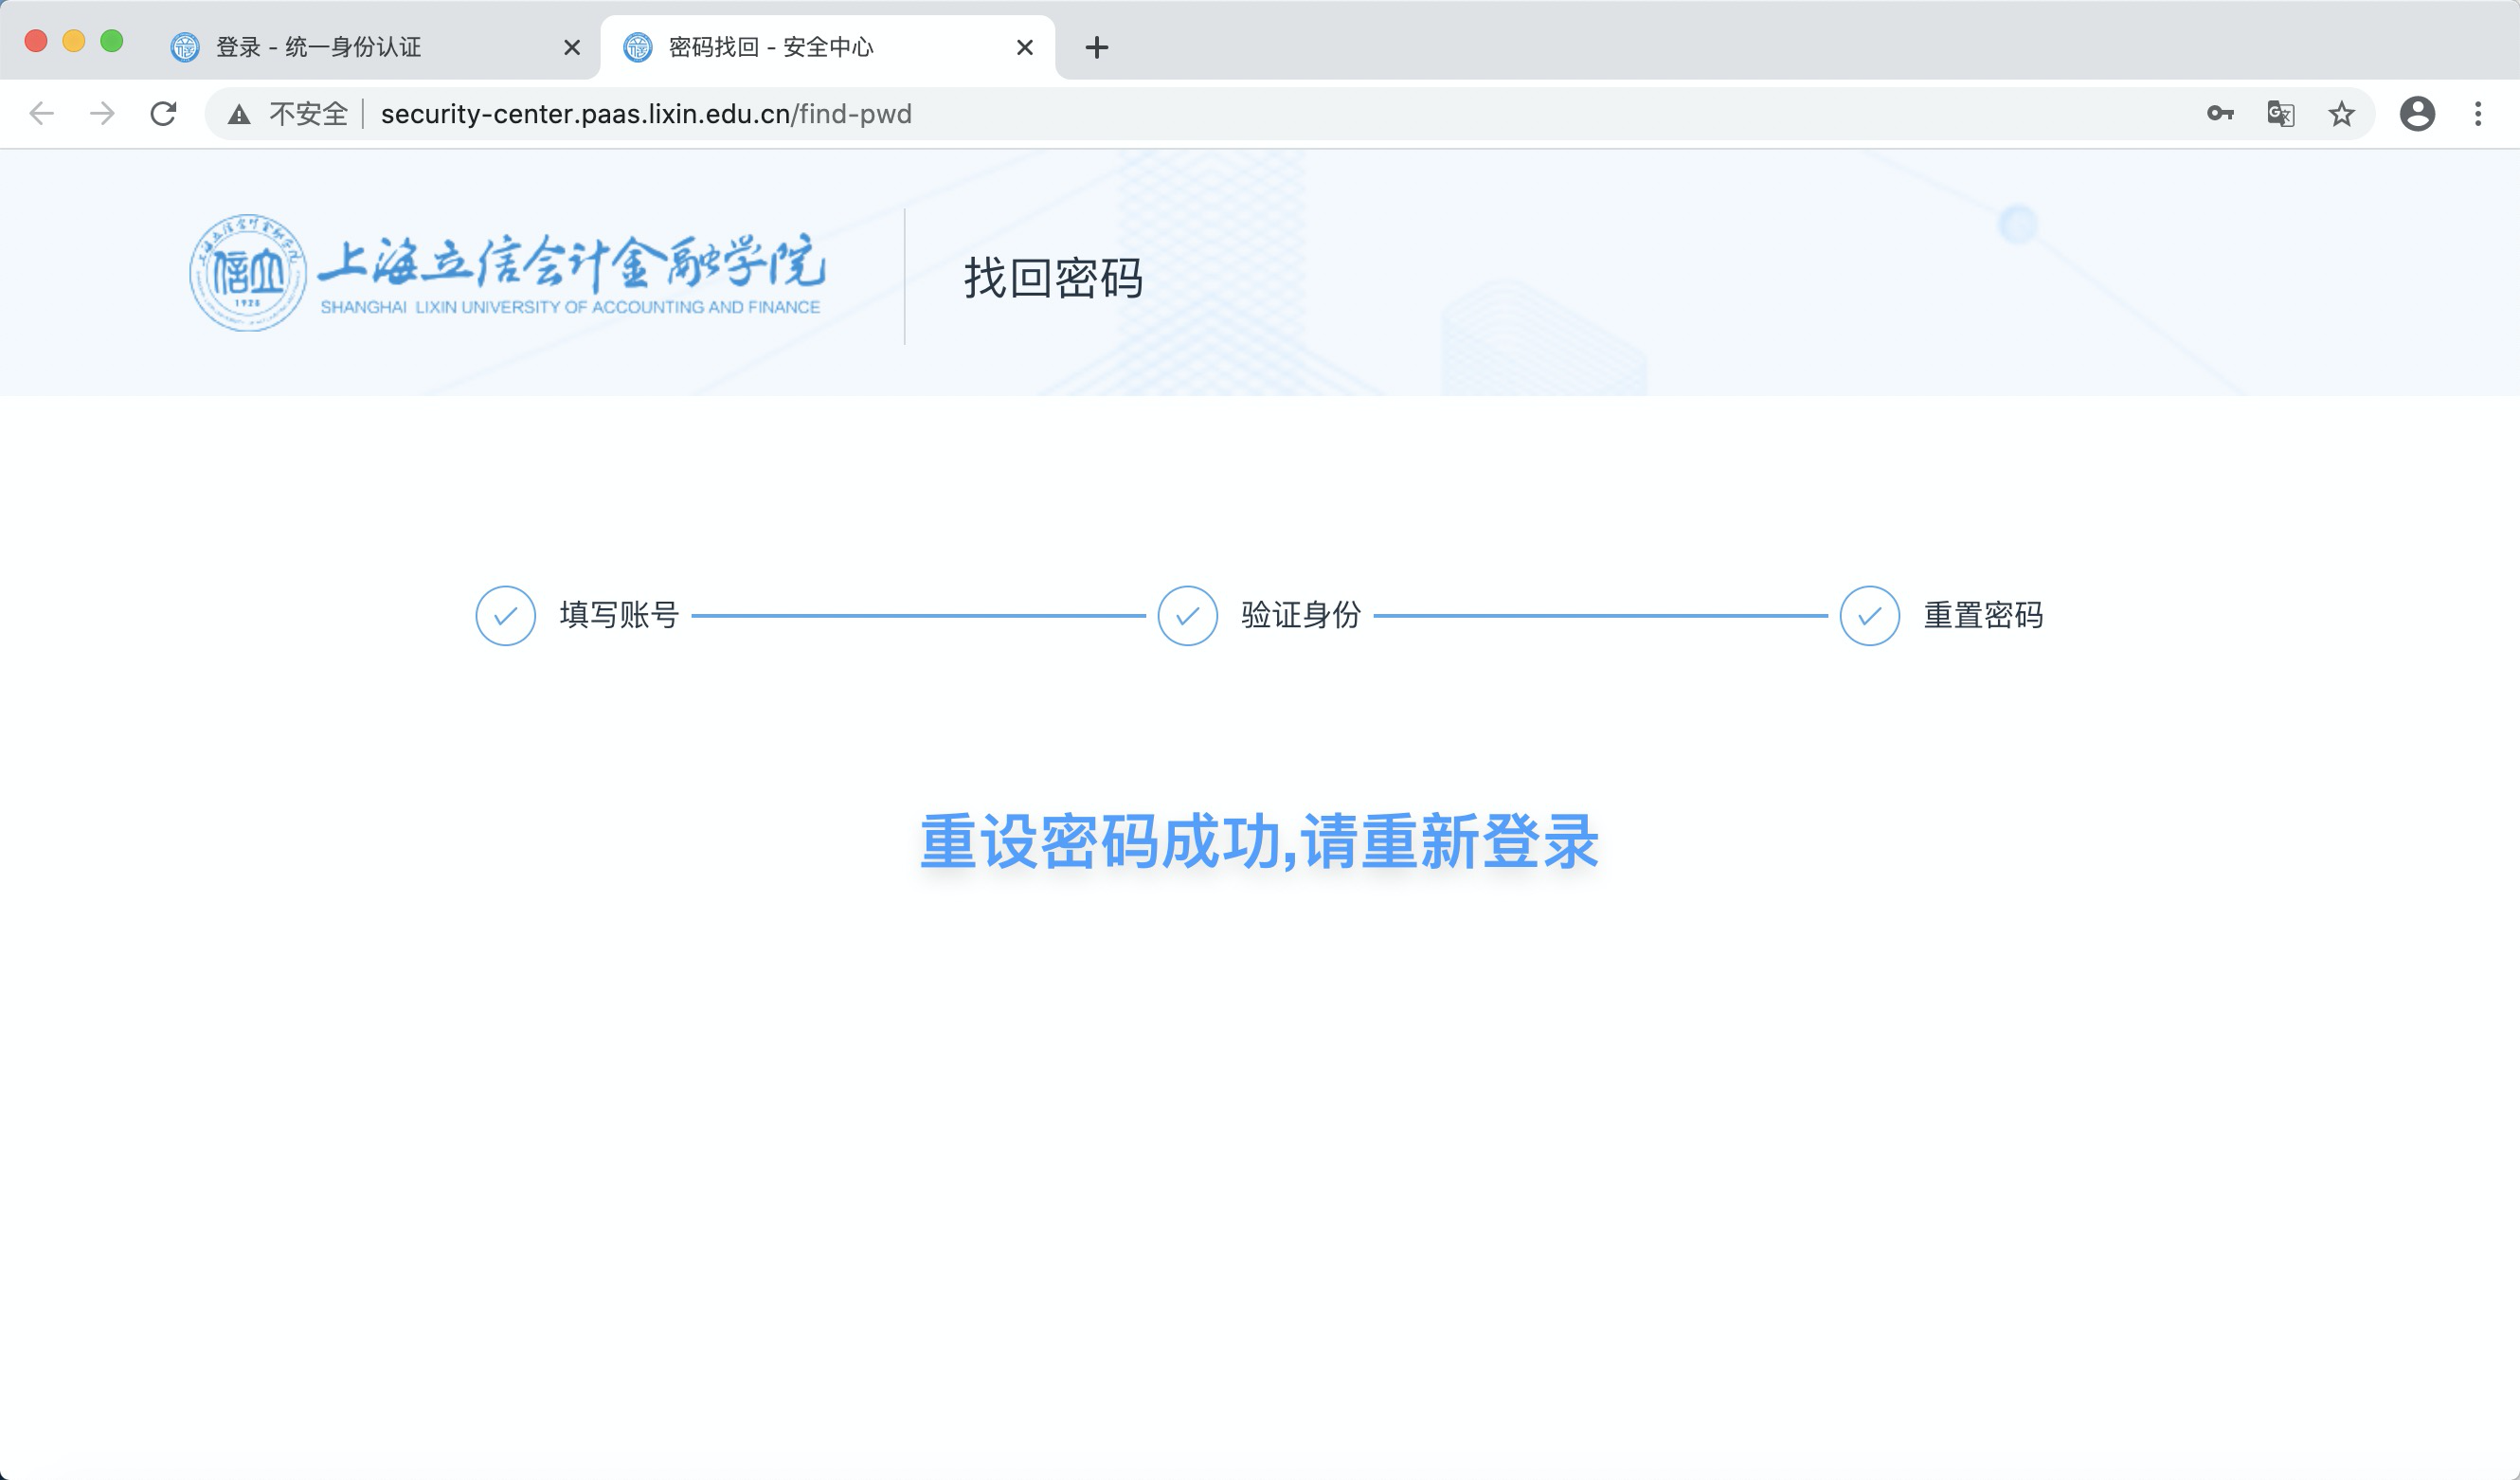 登录 - 统一身份认证
密码找回 - 安全中心
不安全
security-center.paas.lixin.edu.cn/find-pwd
上海立信会计金融学院
SHANGHAI LIXIN UNIVERSITY OF ACCOUNTING AND FINANCE
1928
找回密码
填写账号
验证身份
重置密码
重设密码成功,请重新登录